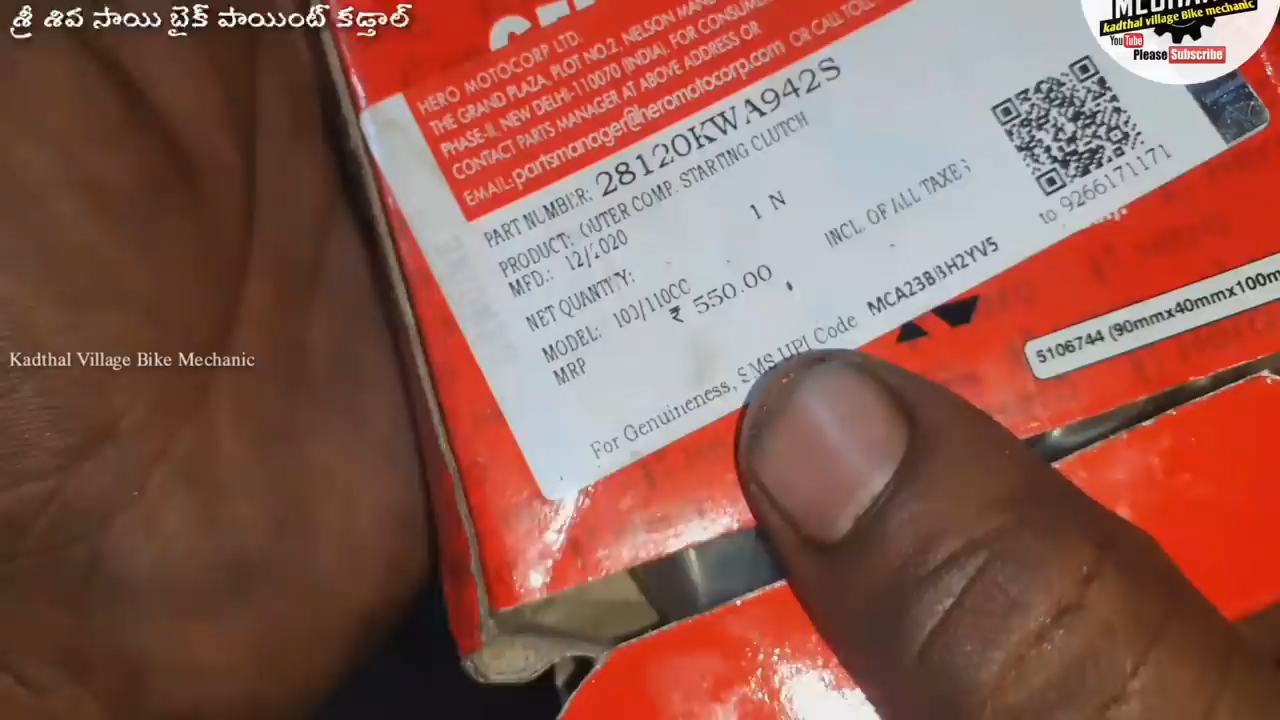 శ్రీ శివ సాయి బైక్ పాయింట్ కడ్తాల్
kadthal village Bike mechanic
YouTube
Please Subscribe
HERO MOTOCORP LTD.
THE GRAND PLAZA, PLOT NO.2, NELSON
PHASE-II, NEW DELHI-110070 (INDIA). FOR CONSUMER
CONTACT PARTS MANAGER AT ABOVE ADDRESS OR OR CALL
EMAIL:partsmanager@heromotocorp.com
PART NUMBER: 28120KWA942S
PRODUCT: OUTER COMP. STARTING CLUTCH
MFD.: 12/2020
NET QUANTITY: 1 N
MODEL: 100/110CC
MRP ₹ 550.00 INCL. OF ALL TAXES
For Genuineness, SMS UPI Code MCA23B3H2YV5 to 9266171171
5106744 (90mmx40mmx100m
Kadthal Village Bike Mechanic